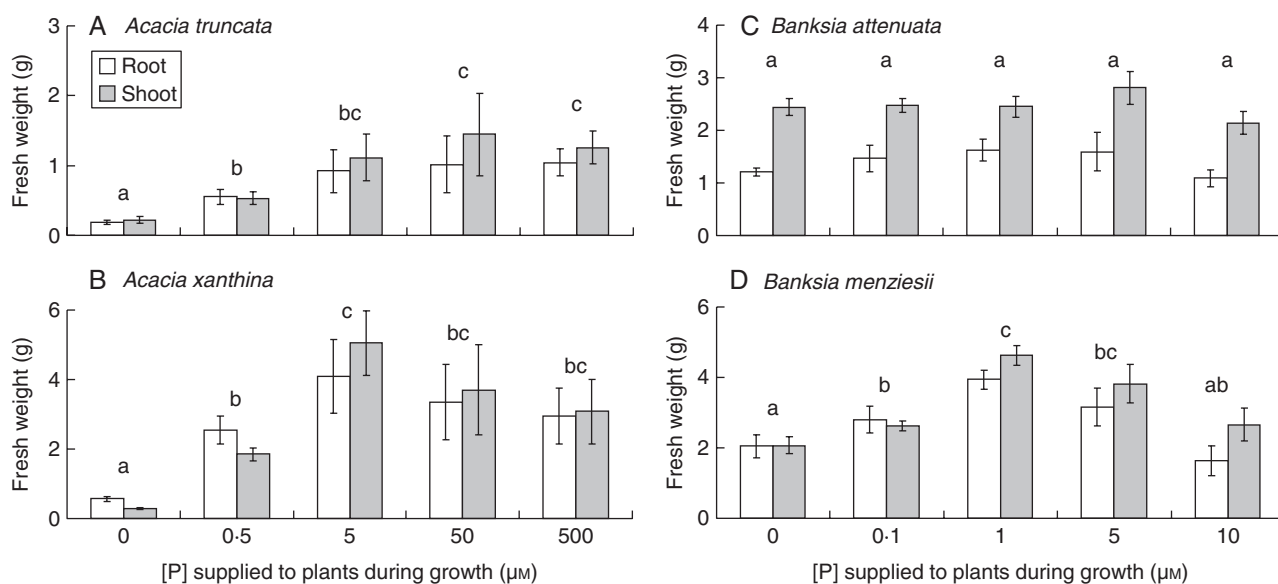 A Acacia truncata
Root
Shoot
Fresh weight (g)
3
2
1
0
a
b
bc
c
c
B Acacia xanthina
Fresh weight (g)
6
4
2
0
a
b
c
bc
bc
0
0·5
5
50
500
[P] supplied to plants during growth (μM)
C Banksia attenuata
Fresh weight (g)
4
3
2
1
0
a
a
a
a
a
D Banksia menziesii
Fresh weight (g)
6
4
2
0
a
b
c
bc
ab
0
0·1
1
5
10
[P] supplied to plants during growth (μM)